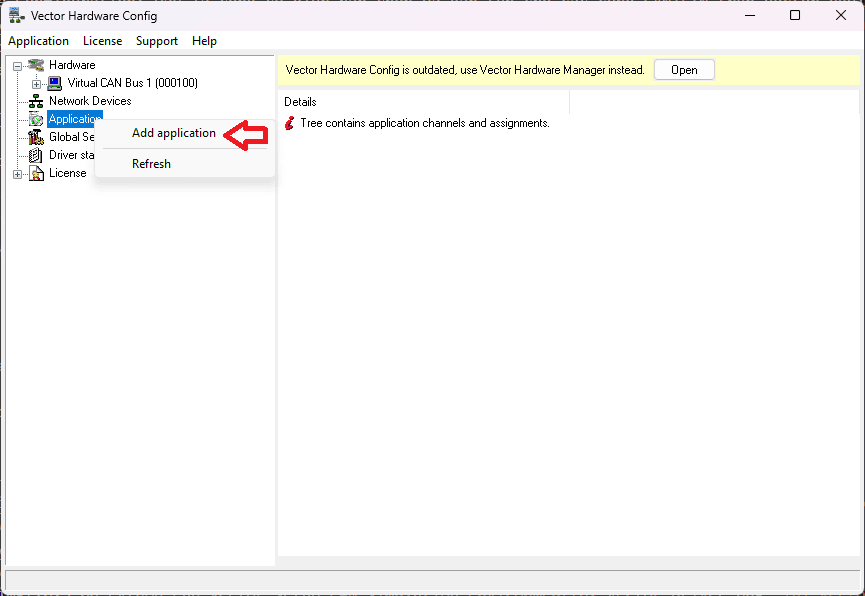 Vector Hardware Config
Application License Support Help
Hardware
Virtual CAN Bus 1 (000100)
Network Devices
Application
Global Se
Driver sta
License
Add application
Refresh
Vector Hardware Config is outdated, use Vector Hardware Manager instead. Open
Details
Tree contains application channels and assignments.